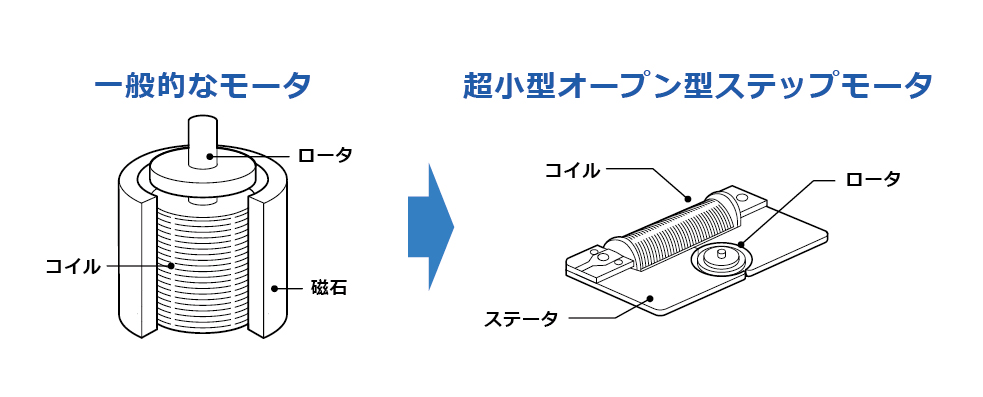 一般的なモータ
ロータ
コイル
磁石
超小型オープン型ステップモータ
コイル
ロータ
ステータ